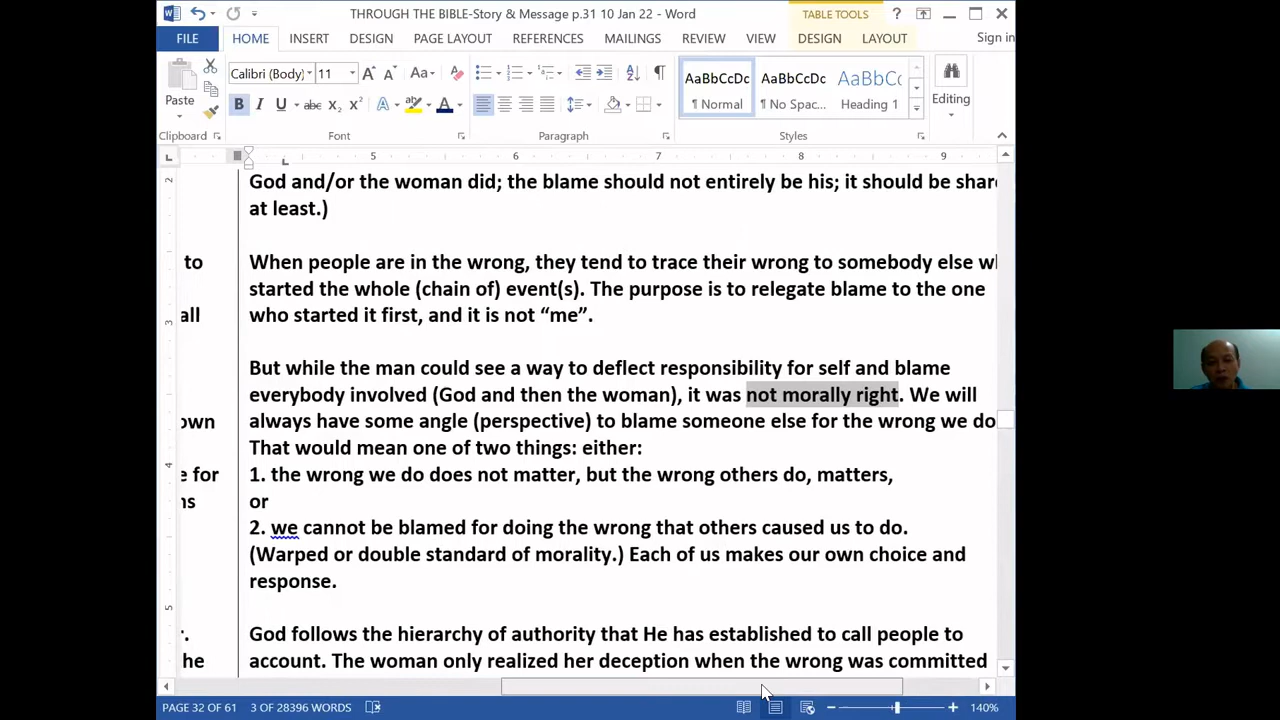 THROUGH THE BIBLE-Story & Message p.31 10 Jan 22 - Word
TABLE TOOLS
FILE HOME INSERT DESIGN PAGE LAYOUT REFERENCES MAILINGS REVIEW VIEW DESIGN LAYOUT Sign in
Paste
Calibri (Body) 11
AaBbCcDc AaBbCcDc AaBbCc
¶ Normal ¶ No Spac... Heading 1
Editing
Clipboard Font Paragraph Styles
5 6 7 8 9
God and/or the woman did; the blame should not entirely be his; it should be
at least.)
to When people are in the wrong, they tend to trace their wrong to somebody else
started the whole (chain of) event(s). The purpose is to relegate blame to the one
all who started it first, and it is not “me”.
But while the man could see a way to deflect responsibility for self and blame
everybody involved (God and then the woman), it was not morally right. We will
own always have some angle (perspective) to blame someone else for the wrong we do
That would mean one of two things: either:
for 1. the wrong we do does not matter, but the wrong others do, matters,
or
2. we cannot be blamed for doing the wrong that others caused us to do.
(Warped or double standard of morality.) Each of us makes our own choice and
response.
God follows the hierarchy of authority that He has established to call people to
he account. The woman only realized her deception when the wrong was committed
PAGE 32 OF 61 3 OF 28396 WORDS 140%